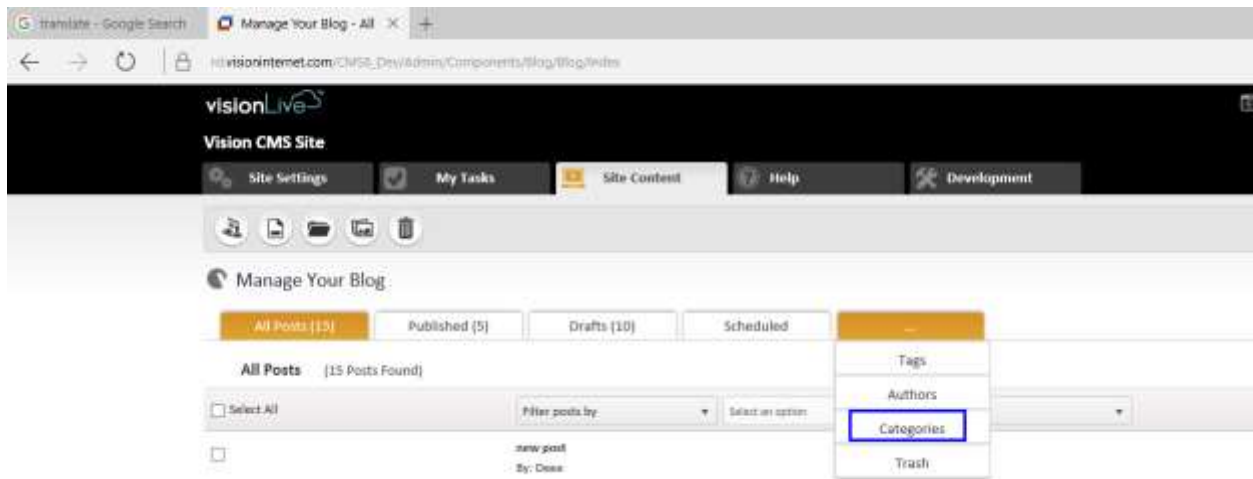 translate - Google Search
Manage Your Blog - All
visioninternet.com/CMS6_Dev/Admin/Components/Blog/Blog/Index
visionLive
Vision CMS Site
Site Settings
My Tasks
Site Content
Help
Development
Manage Your Blog
All Posts (15)
Published (5)
Drafts (10)
Scheduled
...
Tags
All Posts (15 Posts Found)
Authors
Select All
Filter posts by
Select an option
Categories
new post
Trash
By: